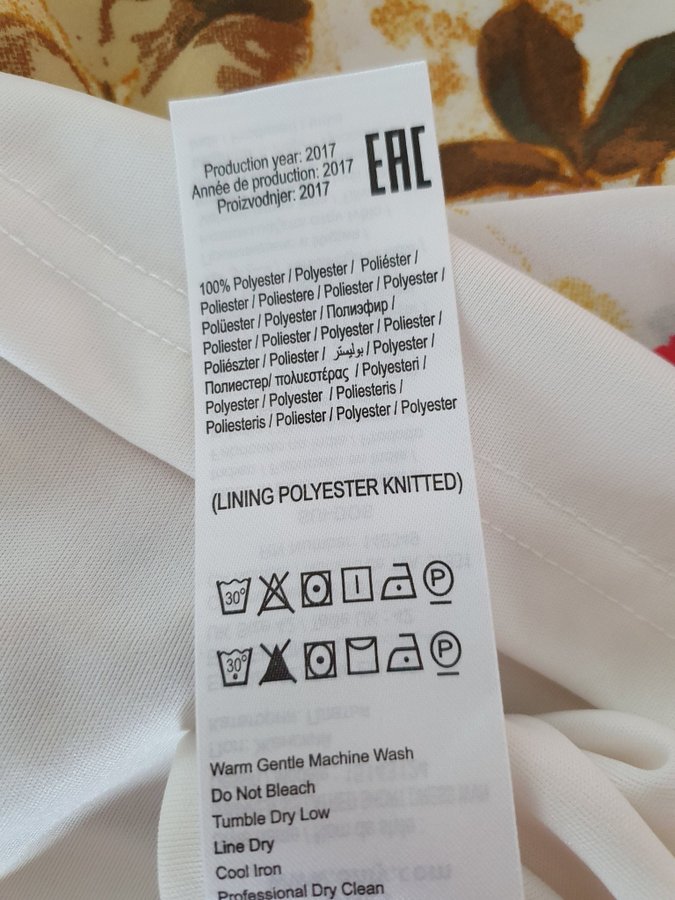 Production year: 2017
Année de production: 2017
Proizvodnjer: 2017
EAC
100% Polyester / Polyester / Poliéster /
Poliester / Poliestere / Poliester / Polyester /
Polüester / Polyester / Полиэфир /
Poliester / Poliester / Polyester / Poliester /
Poliészter / Poliester / بوليستر / Polyester /
Полиестер/ πολυεστέρας / Polyesteri /
Polyester / Polyester / Poliesteris /
Poliesteris / Poliester / Polyester / Polyester
(LINING POLYESTER KNITTED)
30° P
30° P
Warm Gentle Machine Wash
Do Not Bleach
Tumble Dry Low
Line Dry
Cool Iron
Professional Dry Clean